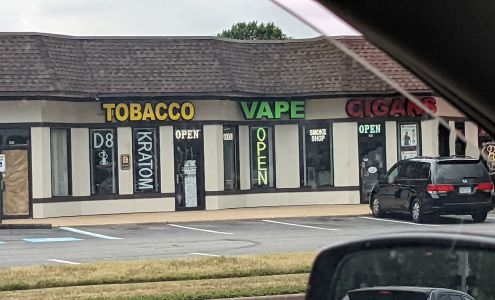 TOBACCO
VAPE
CIGARS
D8
KRATOM
OPEN
OPEN
SMOKE
SHOP
OPEN